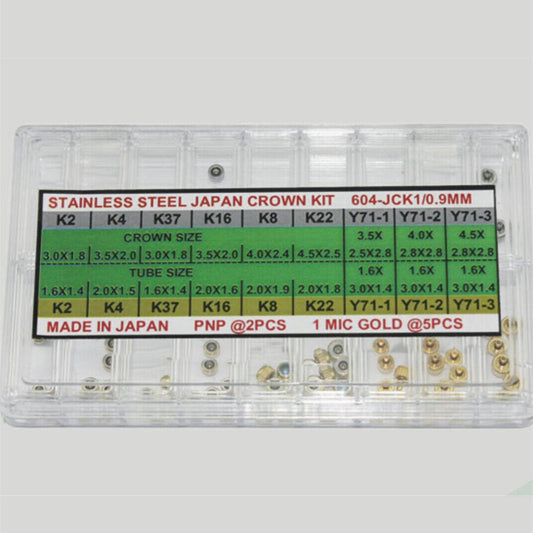 STAINLESS STEEL JAPAN CROWN KIT 604-JCK1/0.9MM
K2 K4 K37 K16 K8 K22 Y71-1 Y71-2 Y71-3
CROWN SIZE 3.5X 4.0X 4.5X
3.0X1.8 3.5X2.0 3.0X1.8 3.5X2.0 4.0X2.4 4.5X2.5 2.5X2.8 2.8X2.8 2.8X2.8
TUBE SIZE 1.6X 1.6X 1.6X
1.6X1.4 2.0X1.5 1.6X1.4 2.0X1.6 2.0X1.9 2.0X1.8 3.0X1.4 3.0X1.4 3.0X1.4
K2 K4 K37 K16 K8 K22 Y71-1 Y71-2 Y71-3
MADE IN JAPAN PNP @2PCS 1 MIC GOLD @5PCS